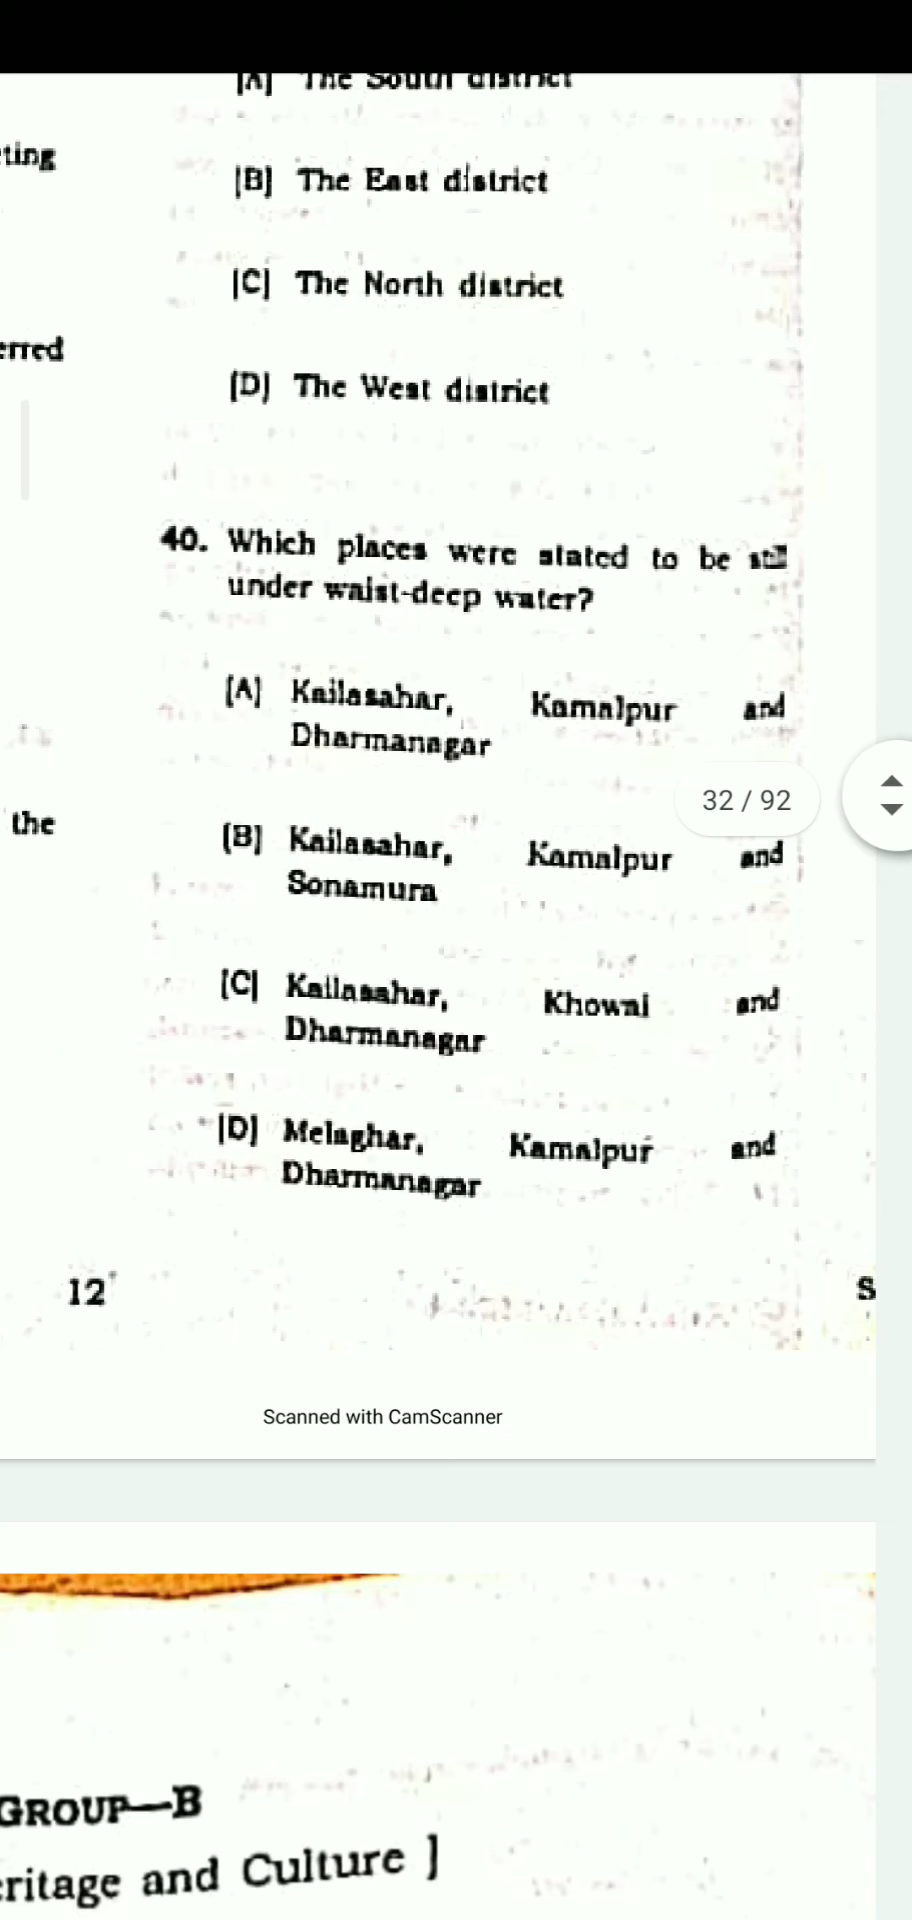 [A] The South district
ting
[B] The East district
[C] The North district
erred
[D] The West district
40. Which places were stated to be still
under waist-deep water?
[A] Kailasahar, Kamalpur and
Dharmanagar
32 / 92
the
[B] Kailasahar, Kamalpur and
Sonamura
[C] Kailasahar, Khowai and
Dharmanagar
[D] Melaghar, Kamalpur and
Dharmanagar
12
S
Scanned with CamScanner
GROUP—B
eritage and Culture ]